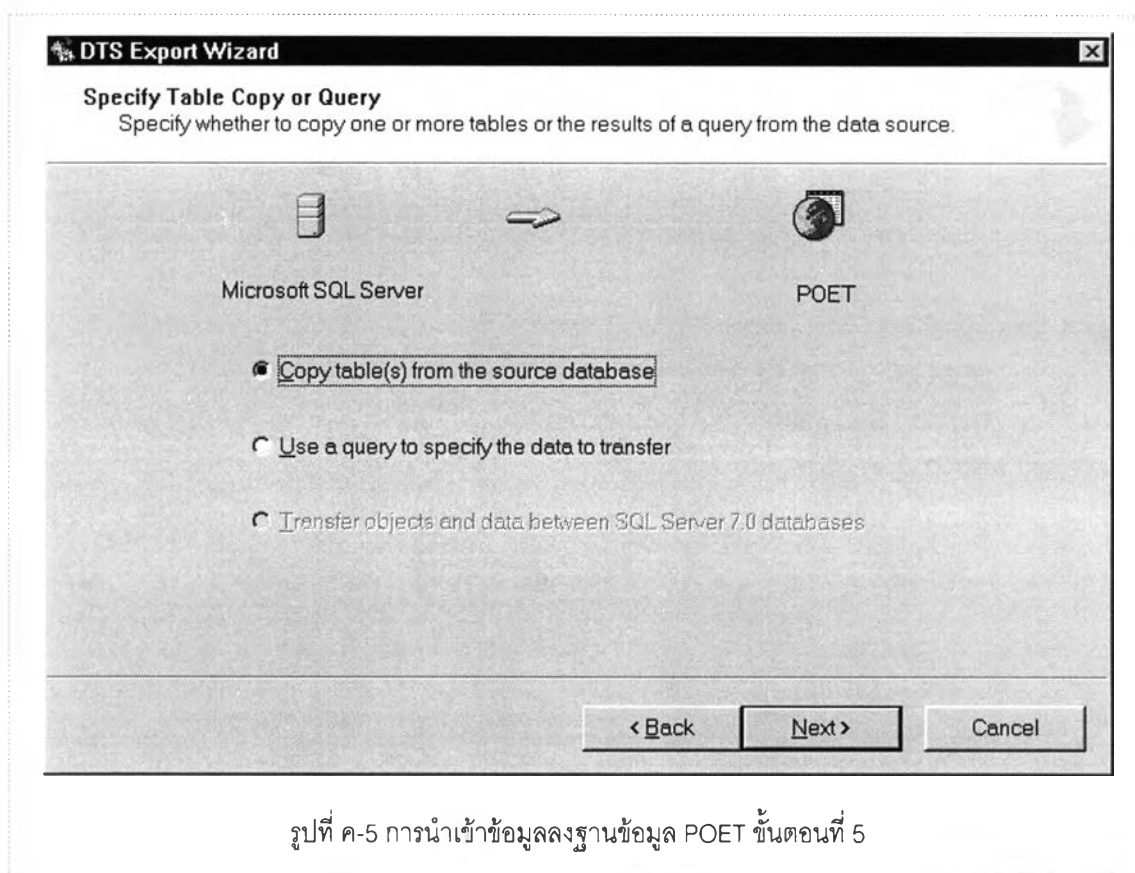 DTS Export Wizard
Specify Table Copy or Query
Specify whether to copy one or more tables or the results of a query from the data source.
Microsoft SQL Server
POET
Copy table(s) from the source database
Use a query to specify the data to transfer
Transfer objects and data between SQL Server 7.0 databases
< Back
Next >
Cancel
รูปที่ ค-5 การนำเข้าข้อมูลลงฐานข้อมูล POET ขั้นตอนที่ 5